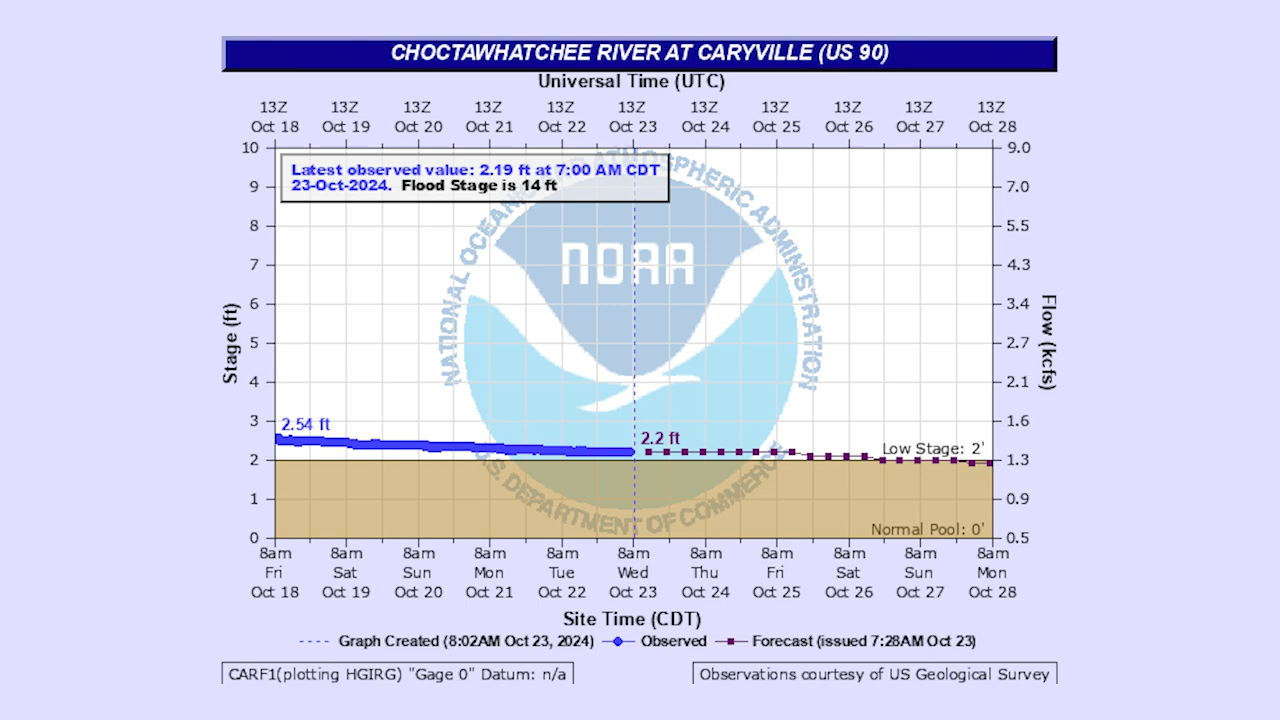 CHOCTAWHATCHEE RIVER AT CARYVILLE (US 90)
Universal Time (UTC)
13Z 13Z 13Z 13Z 13Z 13Z 13Z 13Z 13Z 13Z 13Z
Oct 18 Oct 19 Oct 20 Oct 21 Oct 22 Oct 23 Oct 24 Oct 25 Oct 26 Oct 27 Oct 28
10 9.0
Latest observed value: 2.19 ft at 7:00 AM CDT
23-Oct-2024. Flood Stage is 14 ft
9 7.0
8 5.5
7 4.3
6 3.4
5 2.7
4 2.1
3 1.6
2 1.3
1 0.9
0 0.5
Stage (ft)
Flow (kcfs)
NATIONAL OCEANIC AND ATMOSPHERIC ADMINISTRATION
NOAA
U.S. DEPARTMENT OF COMMERCE
2.54 ft
2.2 ft
Low Stage: 2'
Normal Pool: 0'
8am 8am 8am 8am 8am 8am 8am 8am 8am 8am 8am
Fri Sat Sun Mon Tue Wed Thu Fri Sat Sun Mon
Oct 18 Oct 19 Oct 20 Oct 21 Oct 22 Oct 23 Oct 24 Oct 25 Oct 26 Oct 27 Oct 28
Site Time (CDT)
Graph Created (8:02AM Oct 23, 2024) Observed Forecast (issued 7:28AM Oct 23)
CARF1(plotting HGIRG) "Gage 0" Datum: n/a
Observations courtesy of US Geological Survey